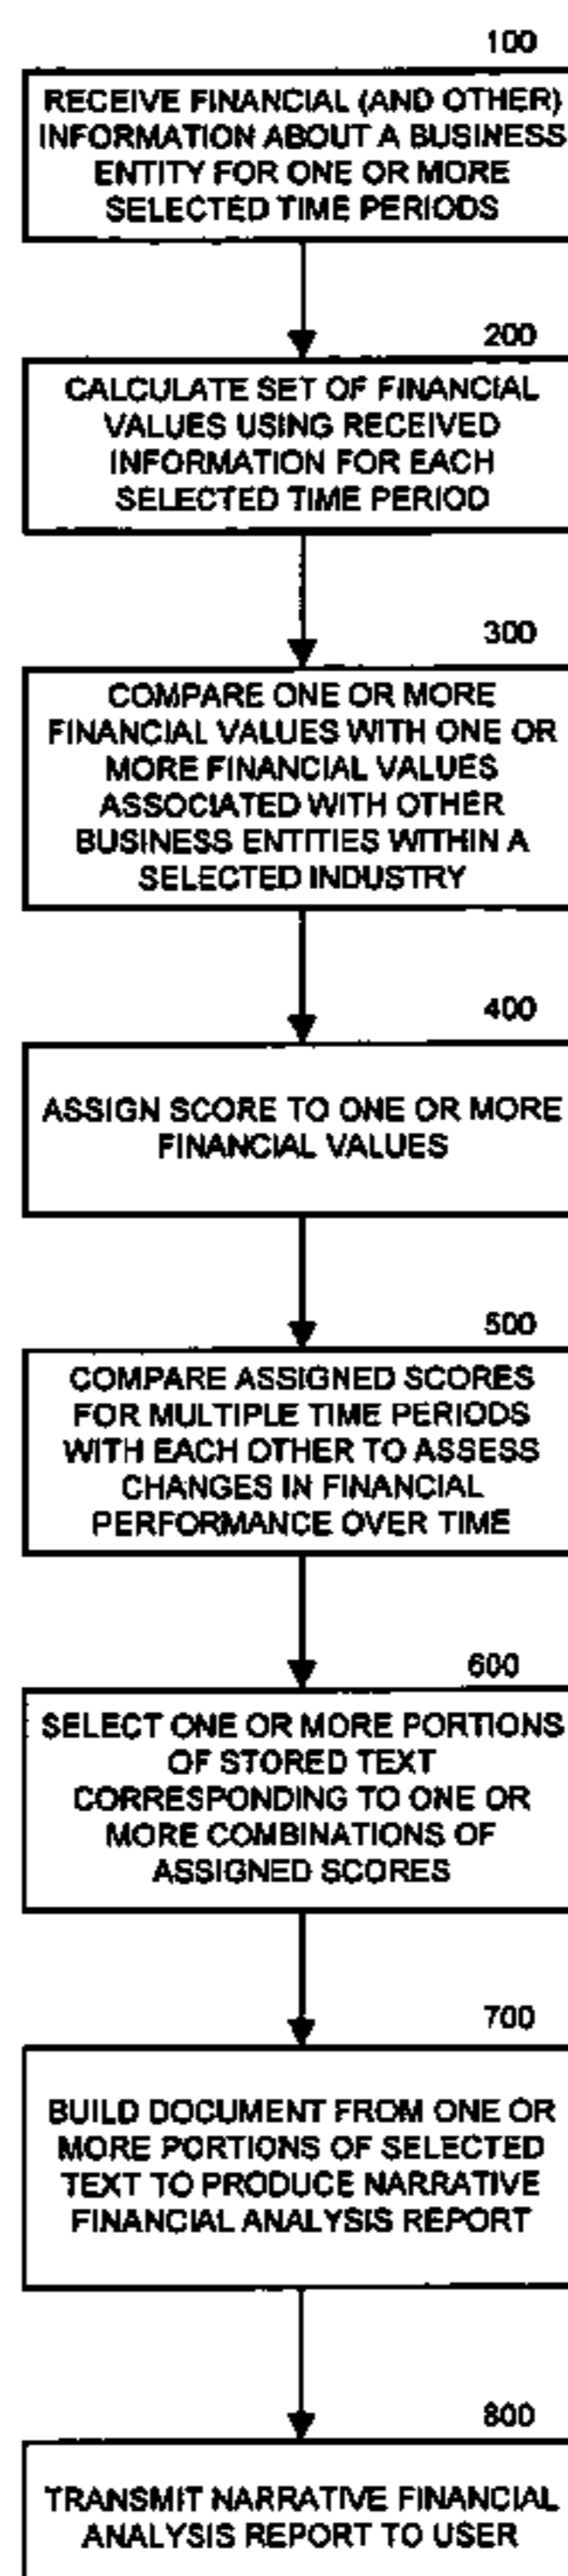 100
RECEIVE FINANCIAL (AND OTHER)
INFORMATION ABOUT A BUSINESS
ENTITY FOR ONE OR MORE
SELECTED TIME PERIODS
200
CALCULATE SET OF FINANCIAL
VALUES USING RECEIVED
INFORMATION FOR EACH
SELECTED TIME PERIOD
300
COMPARE ONE OR MORE
FINANCIAL VALUES WITH ONE OR
MORE FINANCIAL VALUES
ASSOCIATED WITH OTHER
BUSINESS ENTITIES WITHIN A
SELECTED INDUSTRY
400
ASSIGN SCORE TO ONE OR MORE
FINANCIAL VALUES
500
COMPARE ASSIGNED SCORES
FOR MULTIPLE TIME PERIODS
WITH EACH OTHER TO ASSESS
CHANGES IN FINANCIAL
PERFORMANCE OVER TIME
600
SELECT ONE OR MORE PORTIONS
OF STORED TEXT
CORRESPONDING TO ONE OR
MORE COMBINATIONS OF
ASSIGNED SCORES
700
BUILD DOCUMENT FROM ONE OR
MORE PORTIONS OF SELECTED
TEXT TO PRODUCE NARRATIVE
FINANCIAL ANALYSIS REPORT
800
TRANSMIT NARRATIVE FINANCIAL
ANALYSIS REPORT TO USER